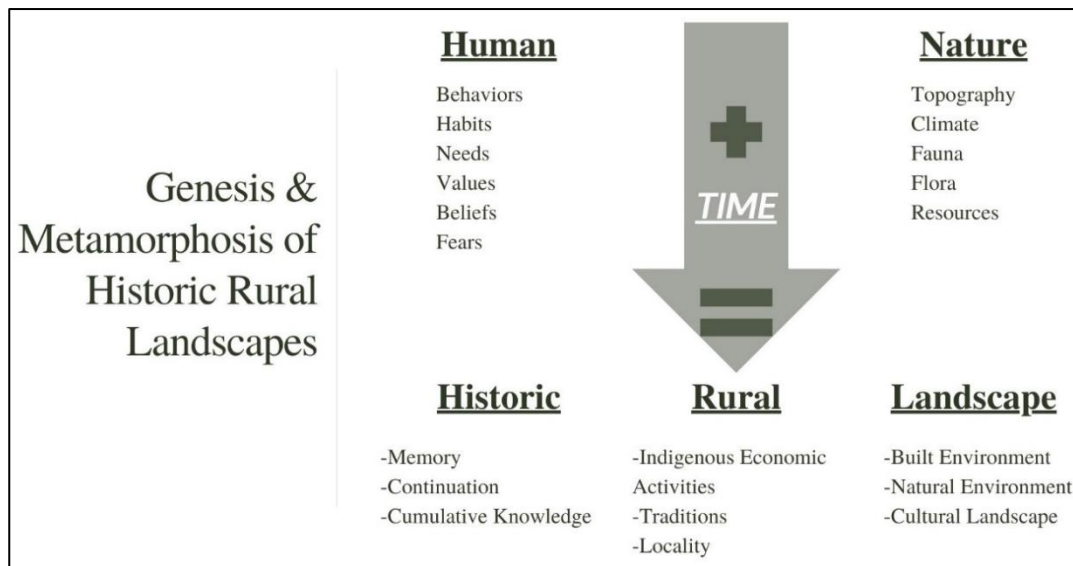 Genesis &
Metamorphosis of
Historic Rural
Landscapes
Human
Behaviors
Habits
Needs
Values
Beliefs
Fears
+
TIME
=
Nature
Topography
Climate
Fauna
Flora
Resources
Historic
-Memory
-Continuation
-Cumulative Knowledge
Rural
-Indigenous Economic
Activities
-Traditions
-Locality
Landscape
-Built Environment
-Natural Environment
-Cultural Landscape